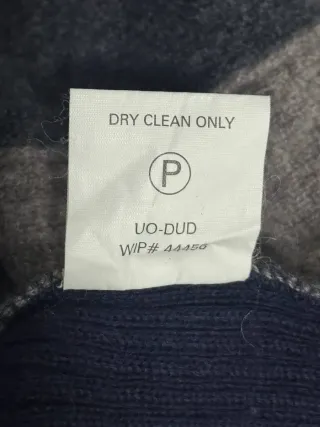 DRY CLEAN ONLY
P
UO-DUD
WIP# 44456